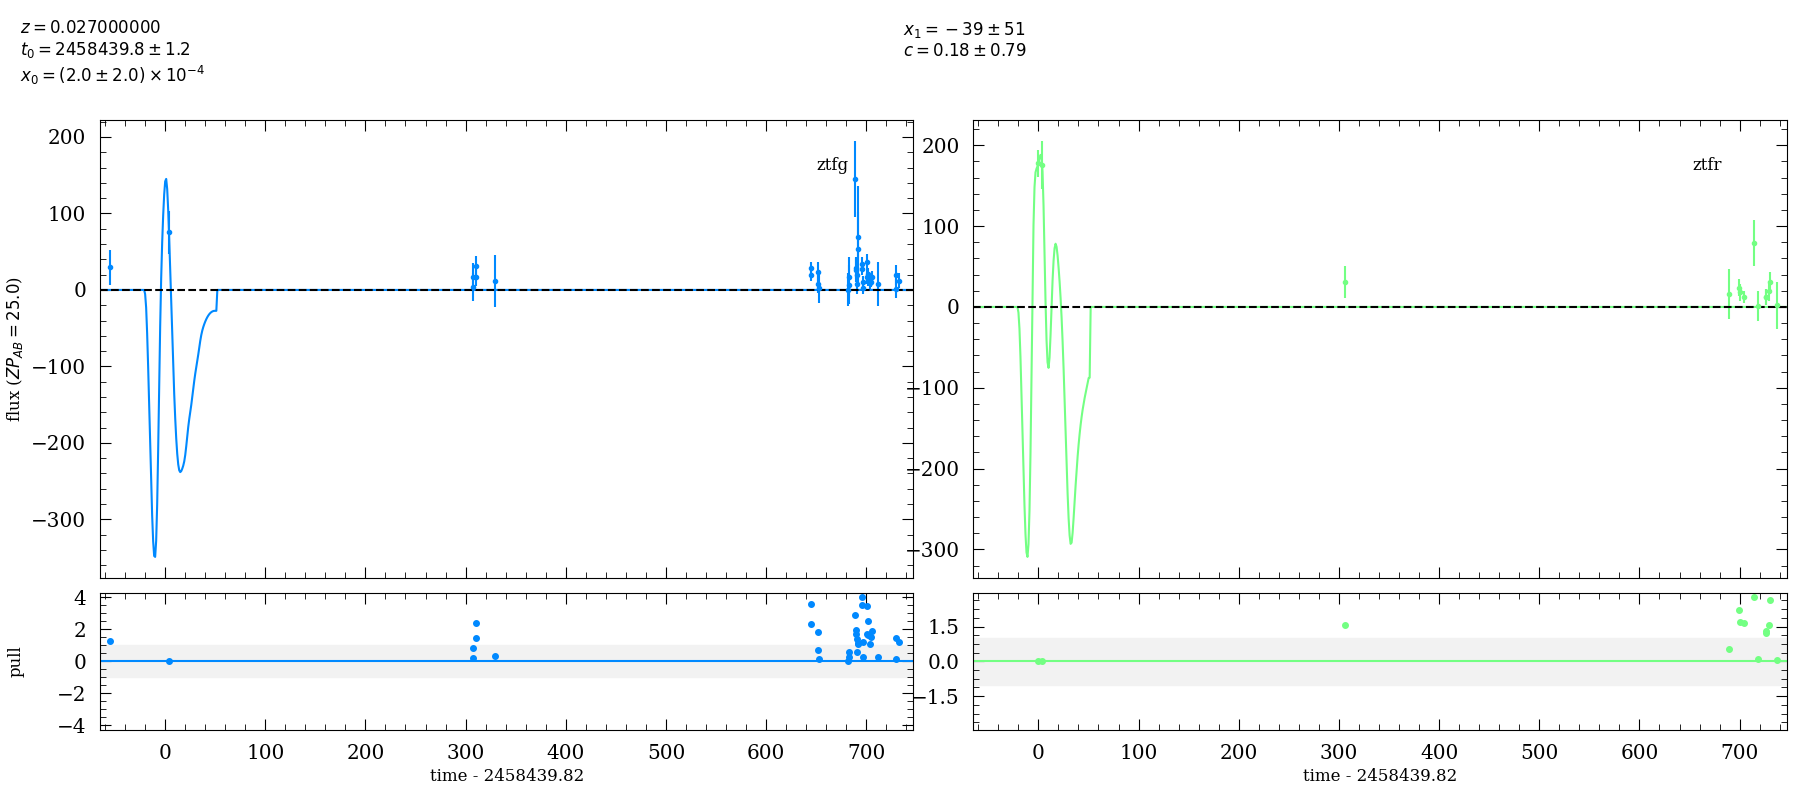 z = 0.027000000
t₀ = 2458439.8 ± 1.2
x₀ = (2.0 ± 2.0) × 10⁻⁴
x₁ = −39 ± 51
c = 0.18 ± 0.79
ztfg
200
100
0
−100
−200
−300
flux (ZP_AB = 25.0)
ztfr
200
100
0
−100
−200
−300
4
2
0
−2
−4
pull
0 100 200 300 400 500 600 700
time - 2458439.82
1.5
0.0
−1.5
0 100 200 300 400 500 600 700
time - 2458439.82